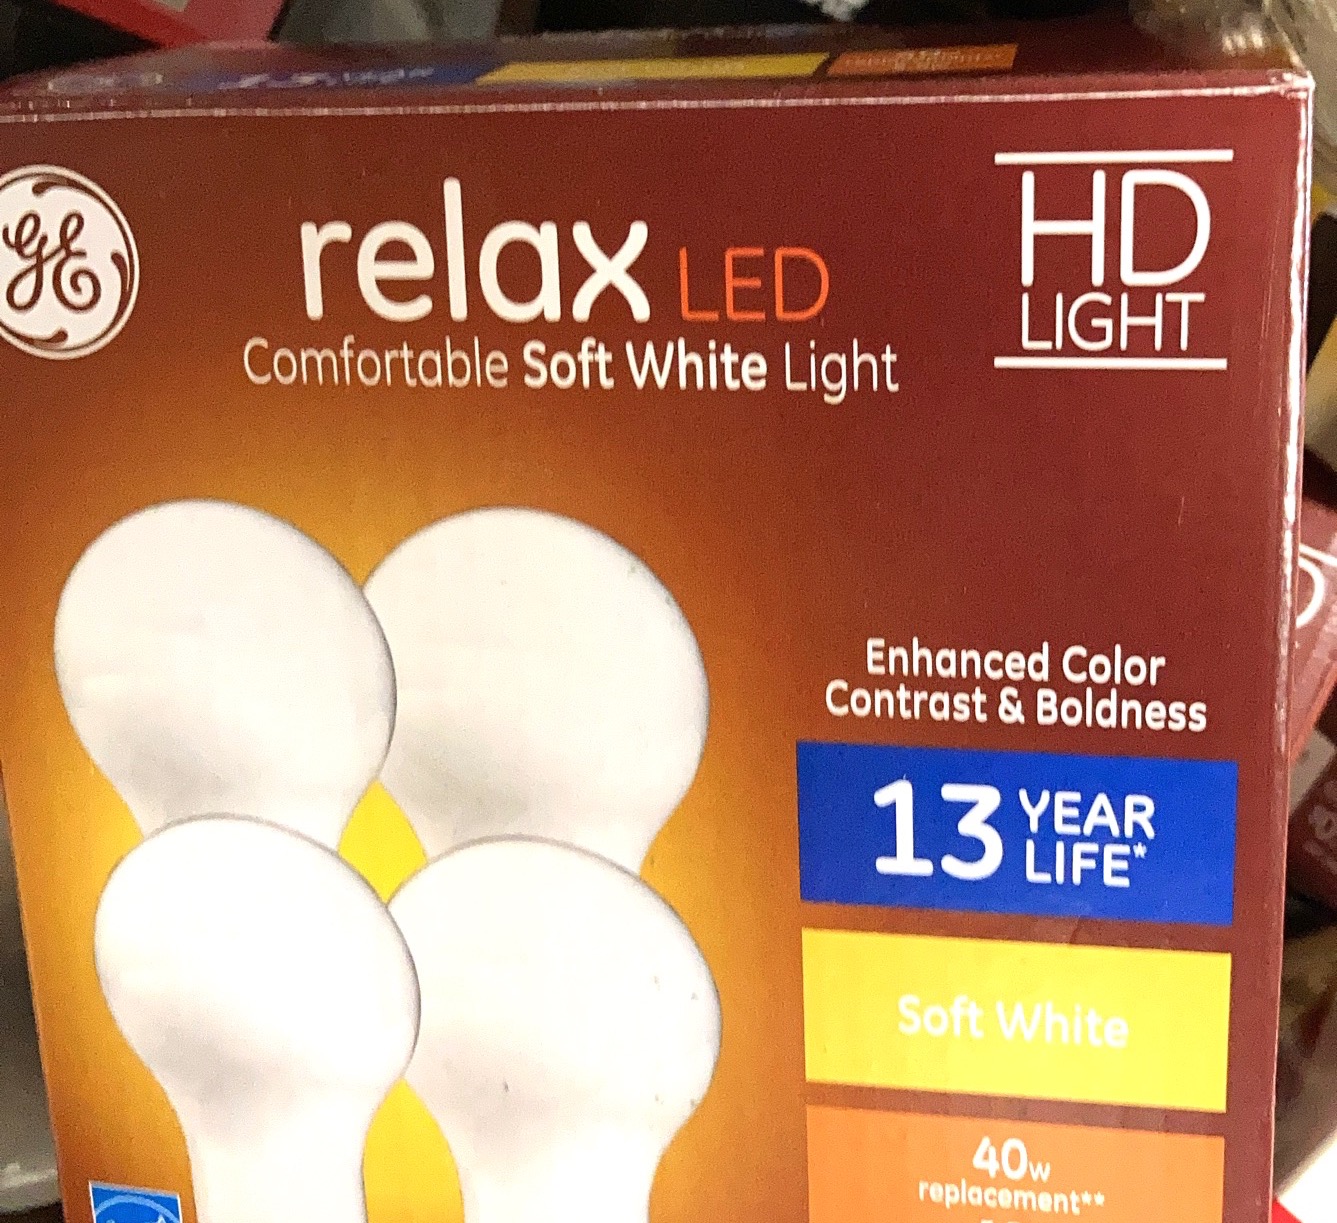 GE
relax LED
Comfortable Soft White Light
HD
LIGHT
Enhanced Color
Contrast & Boldness
13 YEAR
LIFE*
Soft White
40w
replacement**